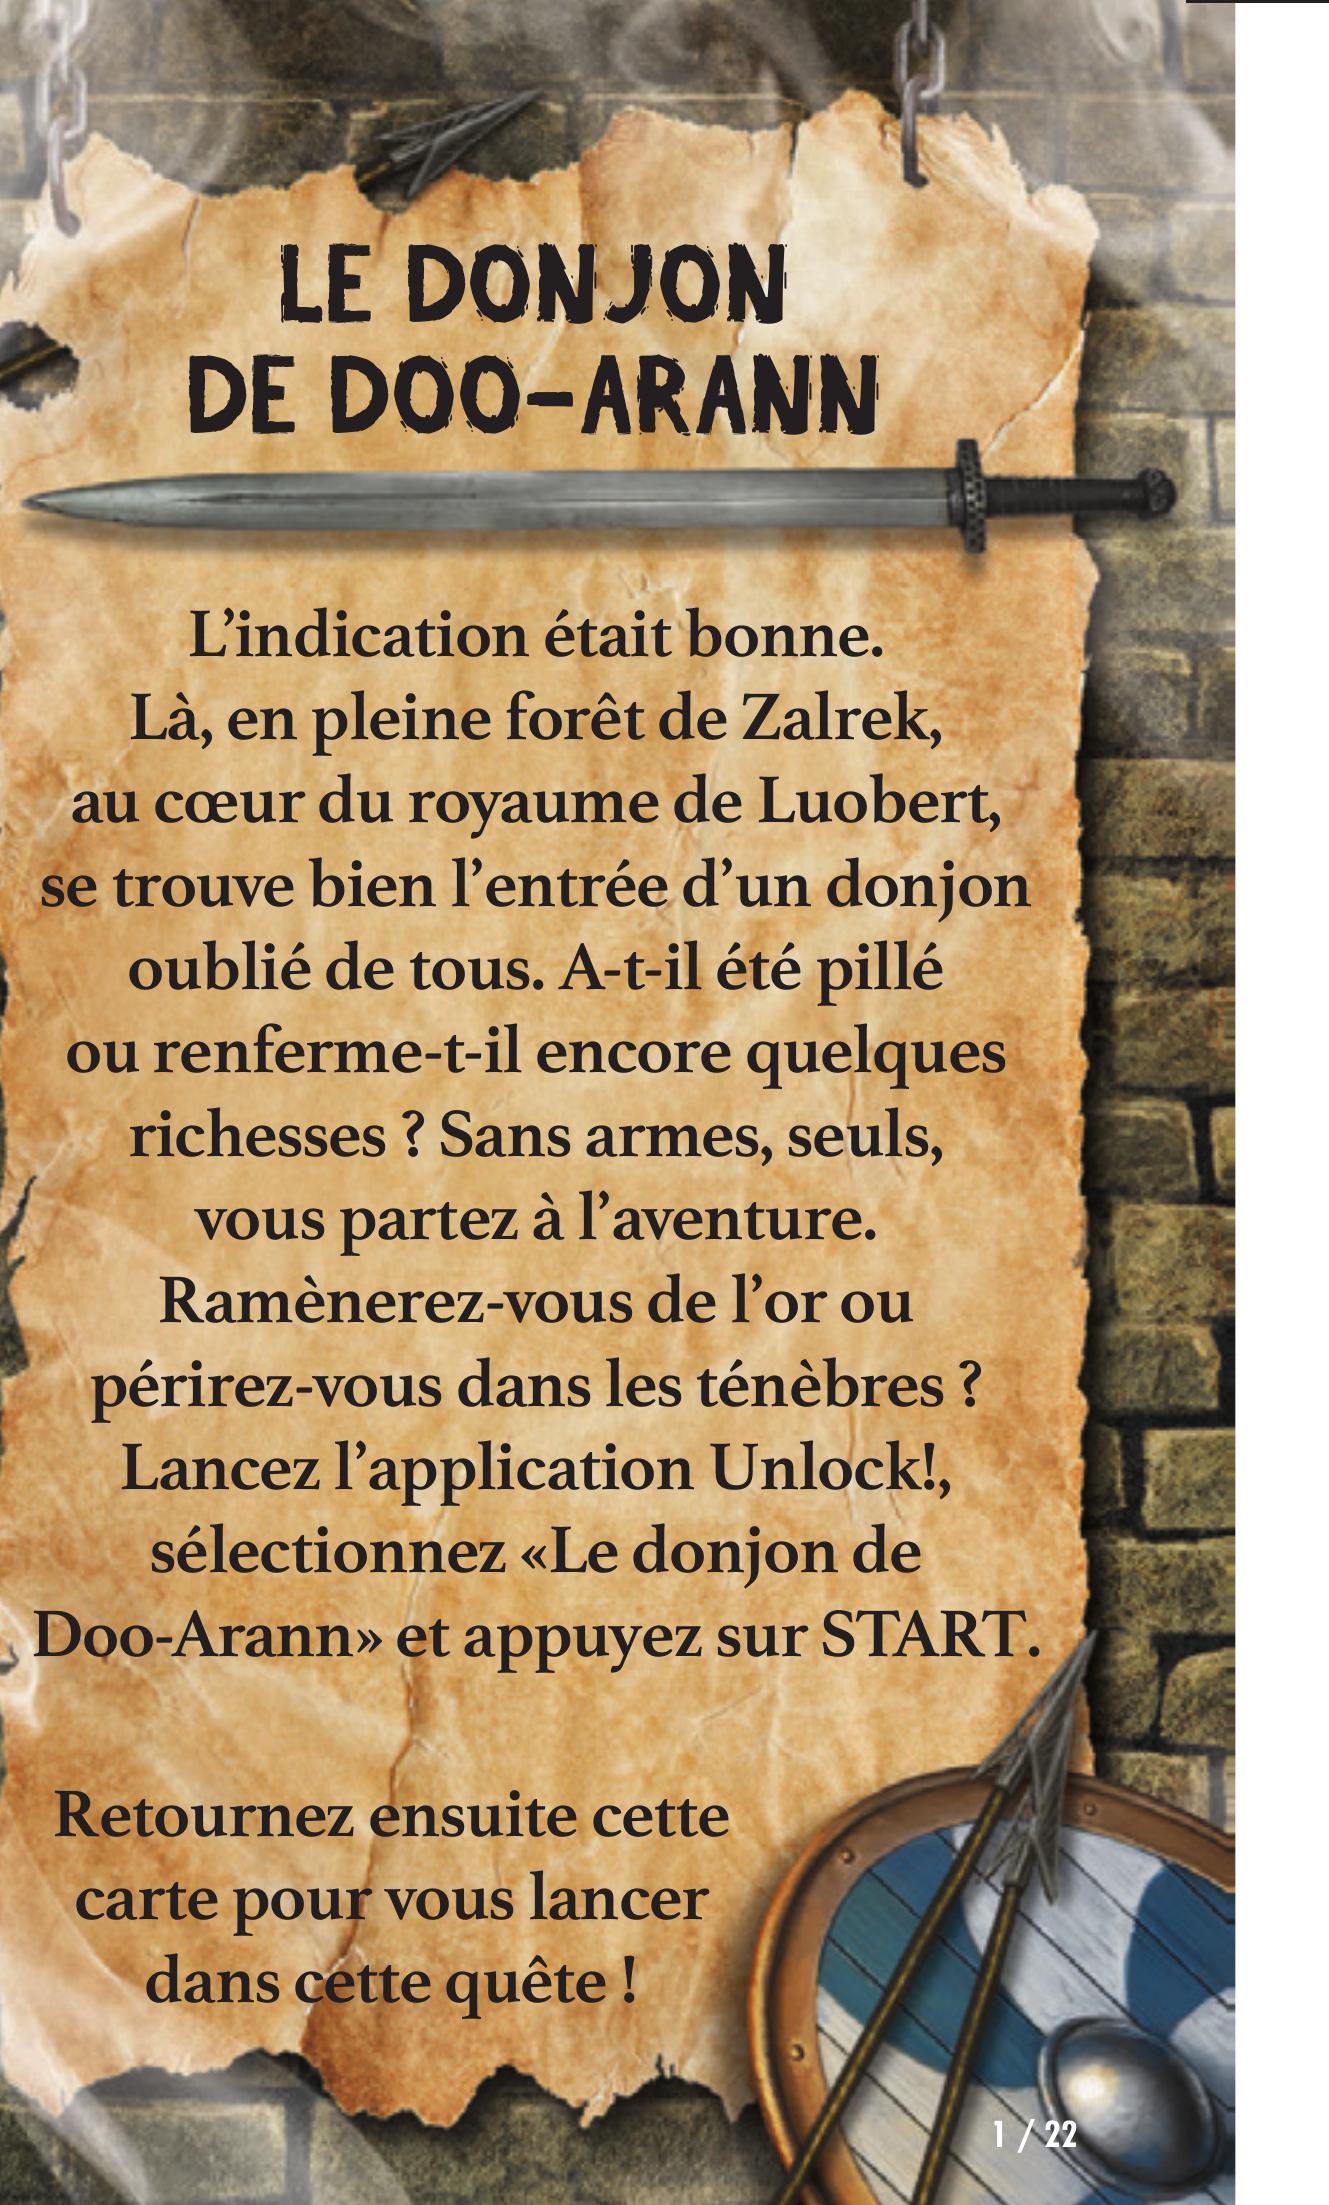 LE DONJON
DE DOO-ARANN
L’indication était bonne.
Là, en pleine forêt de Zalrek,
au cœur du royaume de Luobert,
se trouve bien l’entrée d’un donjon
oublié de tous. A-t-il été pillé
ou renferme-t-il encore quelques
richesses ? Sans armes, seuls,
vous partez à l’aventure.
Ramènerez-vous de l’or ou
périrez-vous dans les ténèbres ?
Lancez l’application Unlock!,
sélectionnez «Le donjon de
Doo-Arann» et appuyez sur START.
Retournez ensuite cette
carte pour vous lancer
dans cette quête !
1 / 22